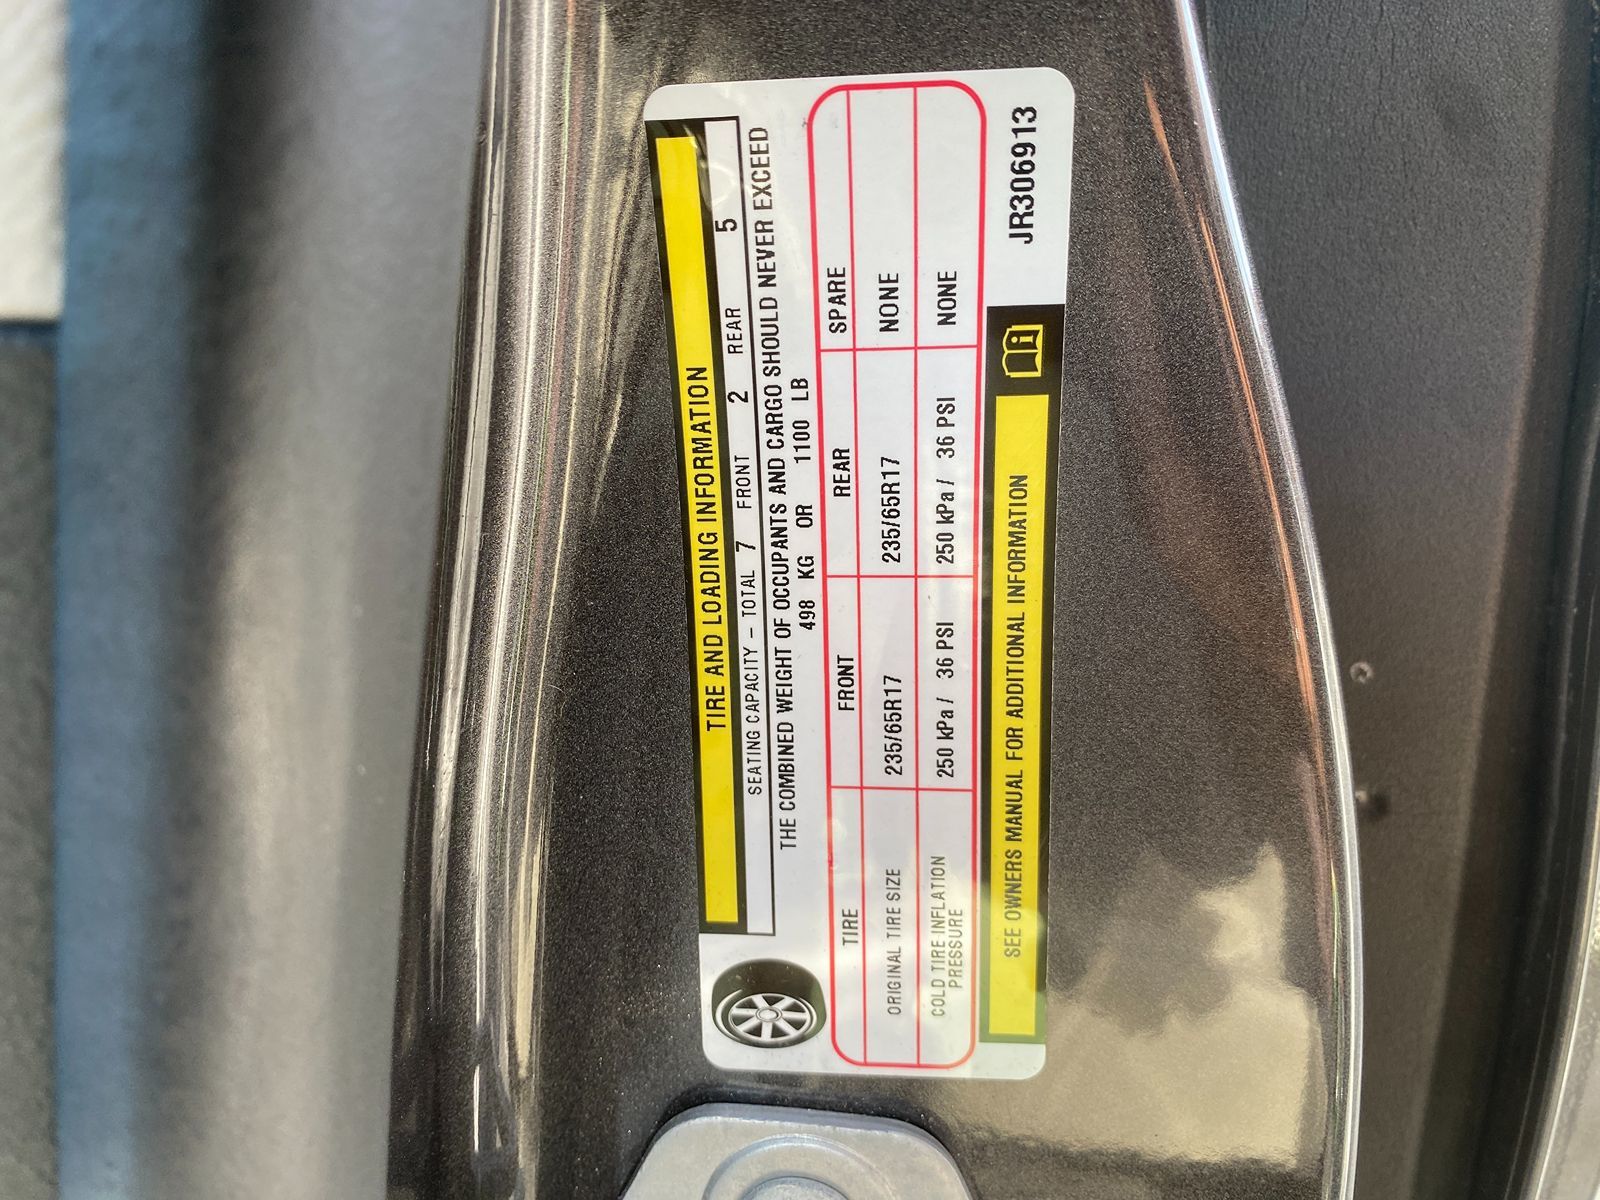 TIRE AND LOADING INFORMATION
SEATING CAPACITY – TOTAL 7 FRONT 2 REAR 5
THE COMBINED WEIGHT OF OCCUPANTS AND CARGO SHOULD NEVER EXCEED
498 KG OR 1100 LB
TIRE FRONT REAR SPARE
ORIGINAL TIRE SIZE 235/65R17 235/65R17 NONE
COLD TIRE INFLATION
PRESSURE 250 kPa / 36 PSI 250 kPa / 36 PSI NONE
SEE OWNERS MANUAL FOR ADDITIONAL INFORMATION
JR306913